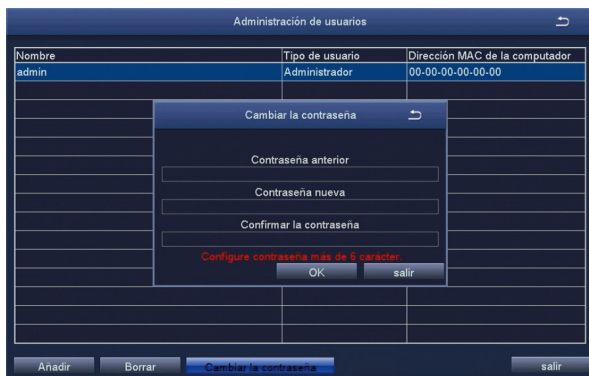 Administración de usuarios
Nombre Tipo de usuario Dirección MAC de la computador
admin Administrador 00-00-00-00-00-00
Cambiar la contraseña
Contraseña anterior
Contraseña nueva
Confirmar la contraseña
Configure contraseña más de 6 carácter.
OK salir
Añadir Borrar Cambiar la contraseña salir